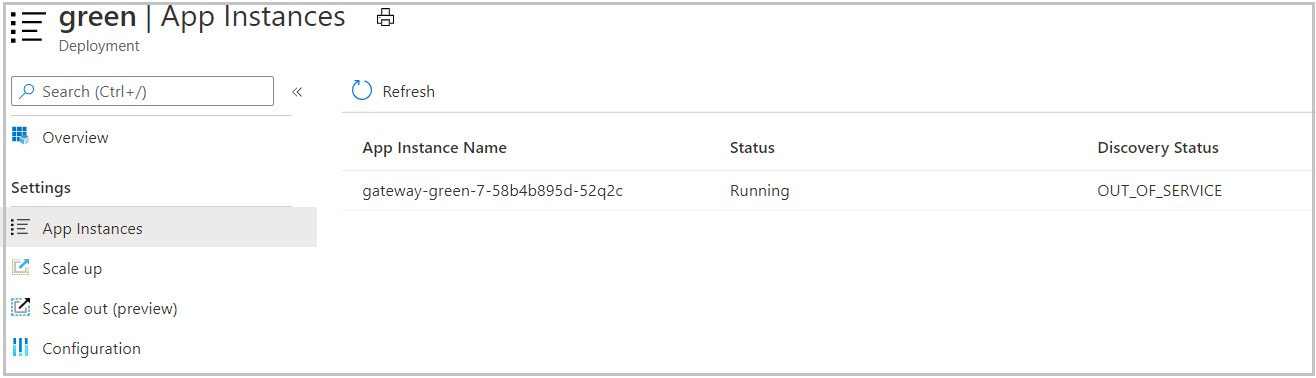 green | App Instances
Deployment
Search (Ctrl+/)
«
Overview
Settings
App Instances
Scale up
Scale out (preview)
Configuration
Refresh
App Instance Name Status Discovery Status
gateway-green-7-58b4b895d-52q2c Running OUT_OF_SERVICE